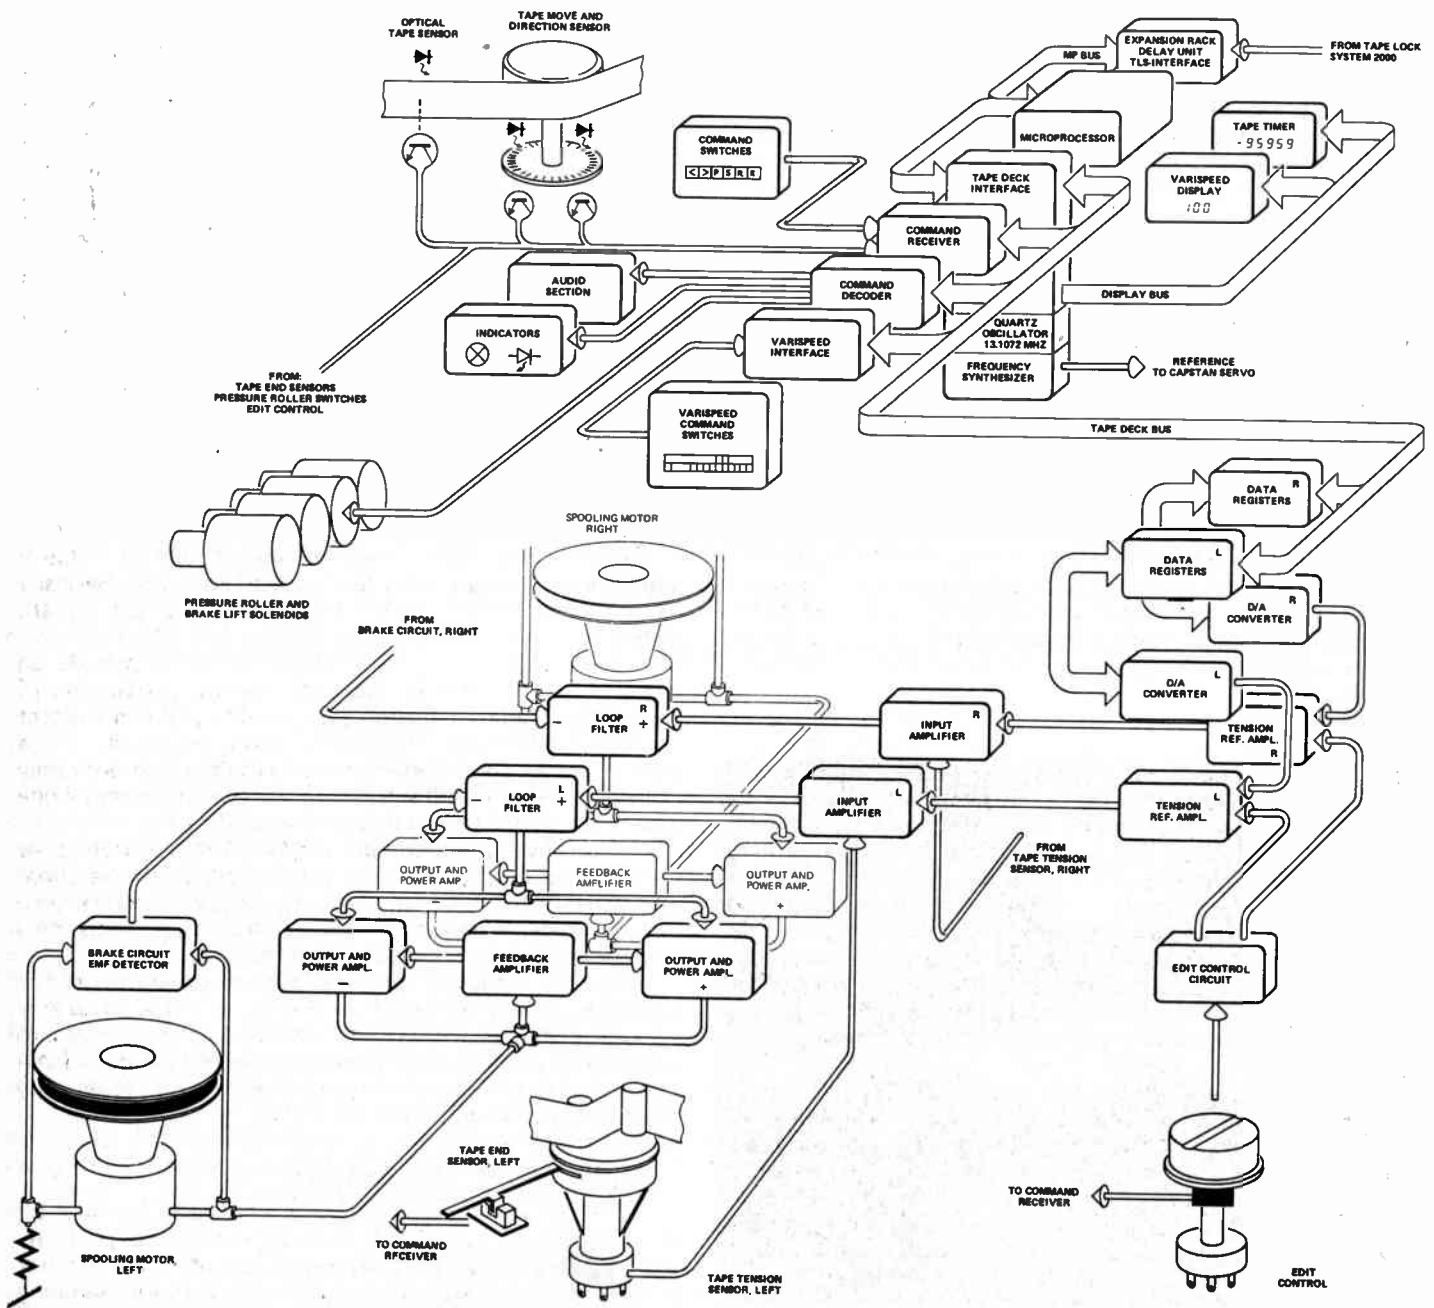 OPTICAL
TAPE SENSOR
TAPE MOVE AND
DIRECTION SENSOR
MP BUS
EXPANSION RACK
DELAY UNIT
TLS-INTERFACE
FROM TAPE LOCK
SYSTEM 2000
MICROPROCESSOR
TAPE TIMER
-95959
COMMAND
SWITCHES
< > P S R R
TAPE DECK
INTERFACE
VARISPEED
DISPLAY
100
COMMAND
RECEIVER
AUDIO
SECTION
COMMAND
DECODER
DISPLAY BUS
INDICATORS
VARISPEED
INTERFACE
QUARTZ
OSCILLATOR
13.1072 MHZ
FREQUENCY
SYNTHESIZER
REFERENCE
TO CAPSTAN SERVO
FROM:
TAPE END SENSORS
PRESSURE ROLLER SWITCHES
EDIT CONTROL
VARISPEED
COMMAND
SWITCHES
TAPE DECK BUS
DATA R
REGISTERS
SPOOLING MOTOR
RIGHT
DATA L
REGISTERS
PRESSURE ROLLER AND
BRAKE LIFT SOLENOIDS
FROM
BRAKE CIRCUIT, RIGHT
R
D/A
CONVERTER
L
D/A
CONVERTER
R
- LOOP +
FILTER
R
INPUT
AMPLIFIER
TENSION
REF. AMPL.
R
L
- LOOP +
FILTER
L
INPUT
AMPLIFIER
L
TENSION
REF. AMPL.
OUTPUT AND
POWER AMP.
-
FEEDBACK
AMPLIFIER
OUTPUT AND
POWER AMP.
+
FROM
TAPE TENSION
SENSOR, RIGHT
BRAKE CIRCUIT
EMF DETECTOR
OUTPUT AND
POWER AMPL.
-
FEEDBACK
AMPLIFIER
OUTPUT AND
POWER AMPL.
+
EDIT CONTROL
CIRCUIT
TAPE END
SENSOR, LEFT
TO COMMAND
RECEIVER
TO COMMAND
RECEIVER
SPOOLING MOTOR,
LEFT
TAPE TENSION
SENSOR, LEFT
EDIT
CONTROL